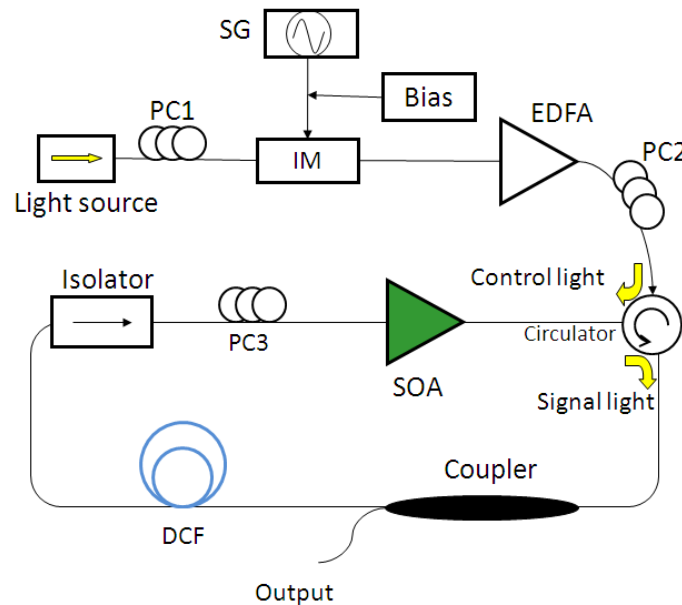 SG
Bias
PC1
EDFA
PC2
IM
Light source
Isolator
Control light
PC3
Circulator
SOA
Signal light
Coupler
DCF
Output